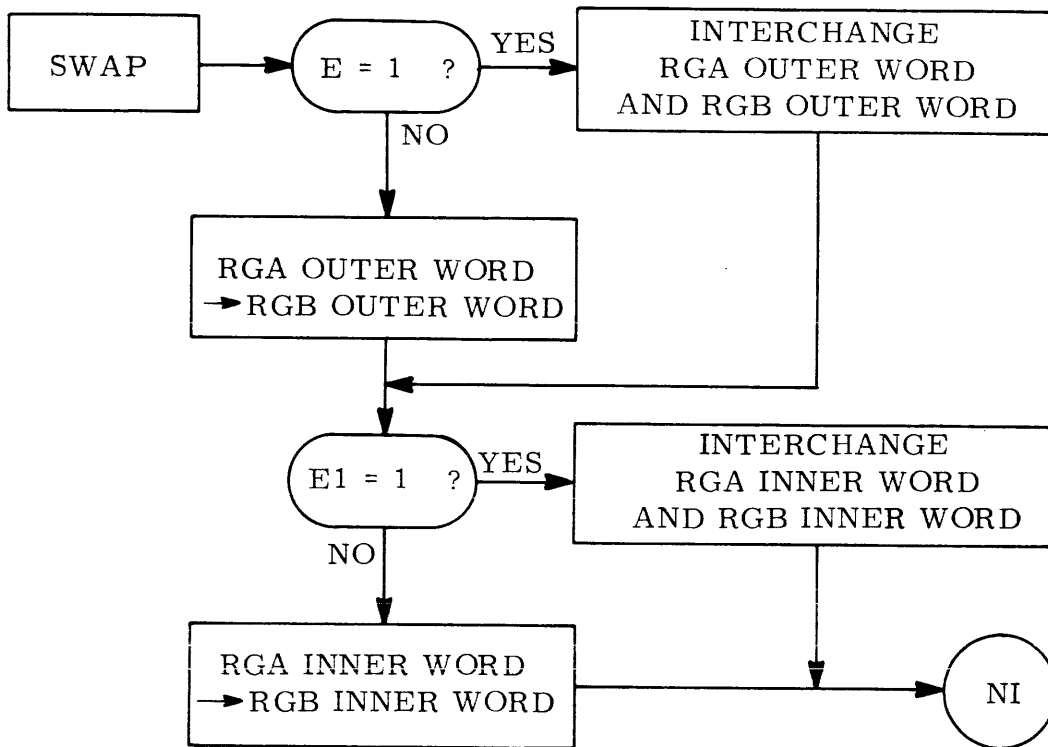 SWAP
E = 1 ?
YES
INTERCHANGE
RGA OUTER WORD
AND RGB OUTER WORD
NO
RGA OUTER WORD
→ RGB OUTER WORD
E1 = 1 ?
YES
INTERCHANGE
RGA INNER WORD
AND RGB INNER WORD
NO
RGA INNER WORD
→ RGB INNER WORD
NI